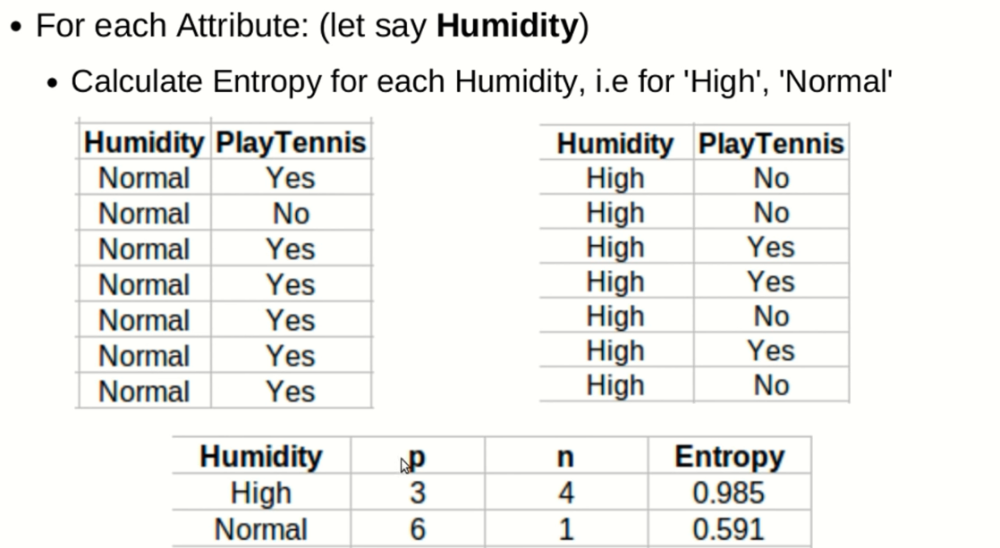 • For each Attribute: (let say Humidity)
• Calculate Entropy for each Humidity, i.e for 'High', 'Normal'
Humidity PlayTennis
Normal Yes
Normal No
Normal Yes
Normal Yes
Normal Yes
Normal Yes
Normal Yes
Humidity PlayTennis
High No
High No
High Yes
High Yes
High No
High Yes
High No
Humidity p n Entropy
High 3 4 0.985
Normal 6 1 0.591